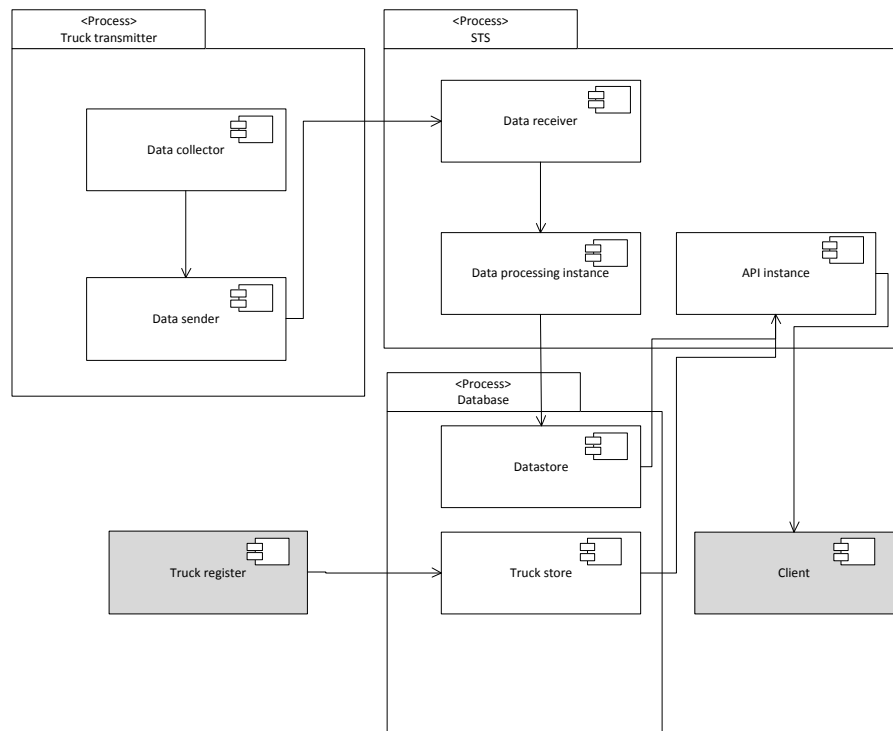 <Process>
Truck transmitter
<Process>
STS
Data collector
Data receiver
Data sender
Data processing instance
API instance
<Process>
Database
Datastore
Truck register
Truck store
Client